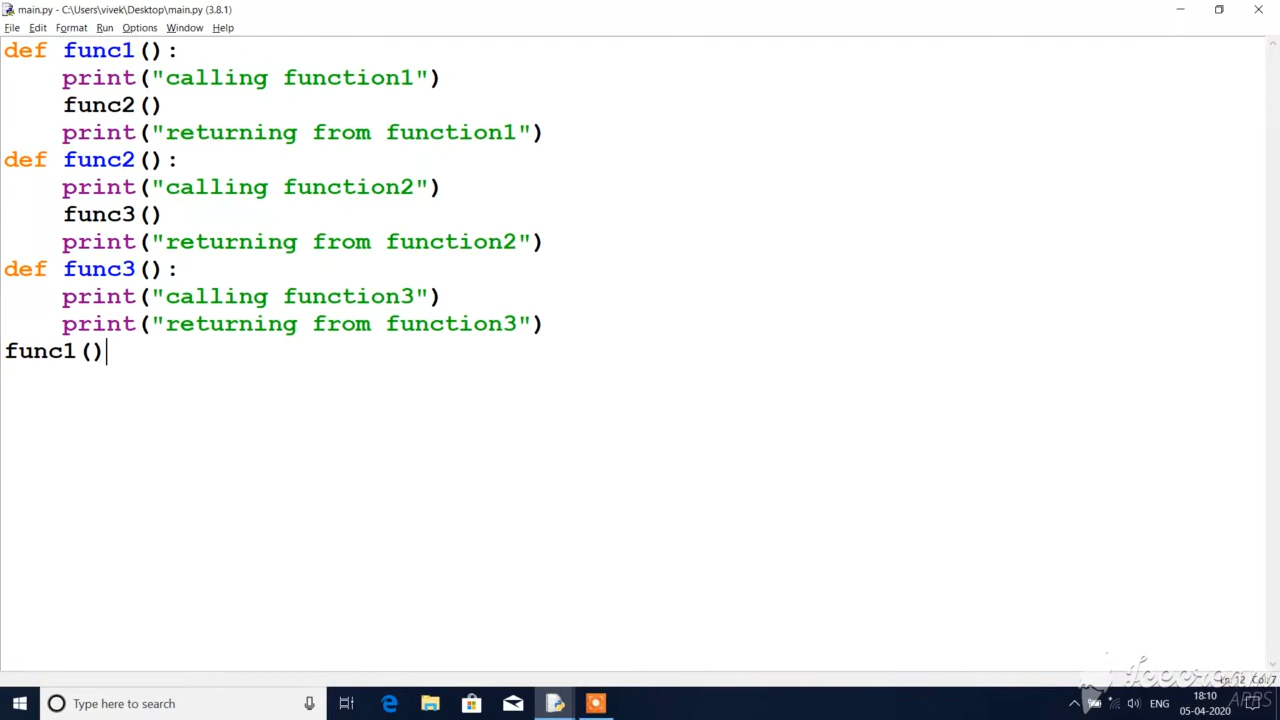 main.py - C:\Users\vivek\Desktop\main.py (3.8.1)
File Edit Format Run Options Window Help
def func1():
    print("calling function1")
    func2()
    print("returning from function1")
def func2():
    print("calling function2")
    func3()
    print("returning from function2")
def func3():
    print("calling function3")
    print("returning from function3")
func1()
Type here to search
ENG
18:10
05-04-2020
APPS